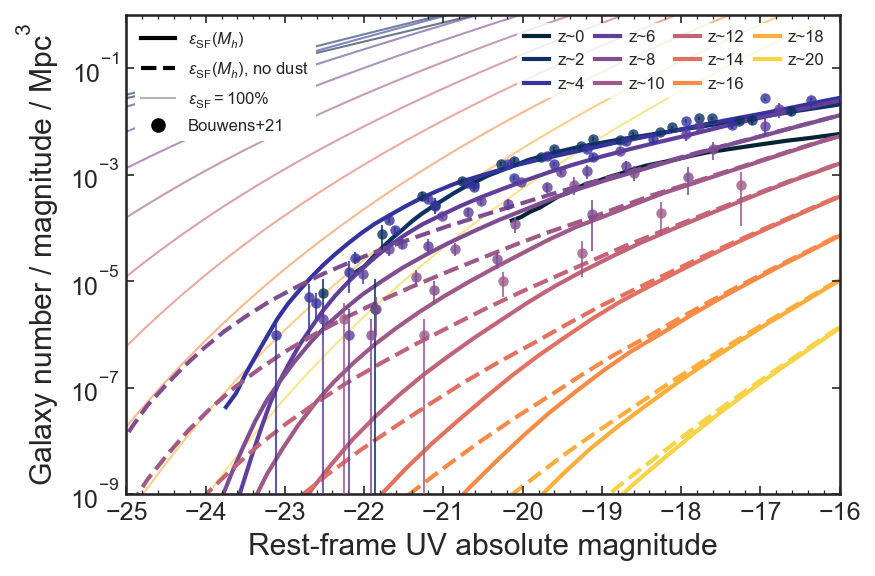 ε_SF(M_h)
ε_SF(M_h), no dust
ε_SF = 100%
Bouwens+21
z~0
z~2
z~4
z~6
z~8
z~10
z~12
z~14
z~16
z~18
z~20
Galaxy number / magnitude / Mpc³
10⁻¹
10⁻³
10⁻⁵
10⁻⁷
10⁻⁹
−25 −24 −23 −22 −21 −20 −19 −18 −17 −16
Rest-frame UV absolute magnitude